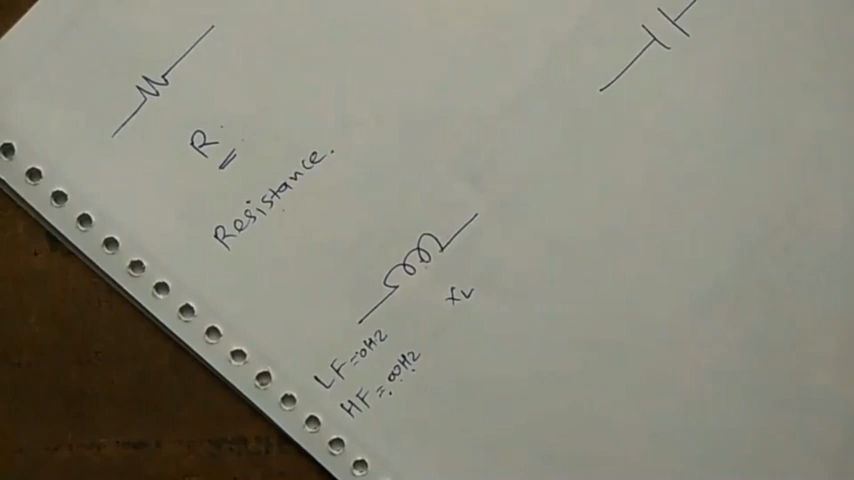 R
Resistance.
XL
LF = 0Hz
HF = ∞Hz